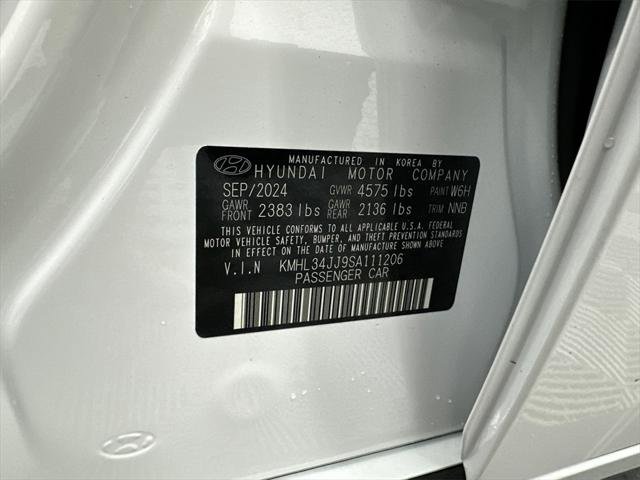 MANUFACTURED IN KOREA BY
HYUNDAI MOTOR COMPANY
SEP/2024 GVWR 4575 lbs PAINT W6H
GAWR FRONT 2383 lbs GAWR REAR 2136 lbs TRIM NNB
THIS VEHICLE CONFORMS TO ALL APPLICABLE U.S.A. FEDERAL
MOTOR VEHICLE SAFETY, BUMPER, AND THEFT PREVENTION STANDARDS
IN EFFECT ON THE DATE OF MANUFACTURE SHOWN ABOVE.
V.I.N KMHL34JJ9SA111206
PASSENGER CAR